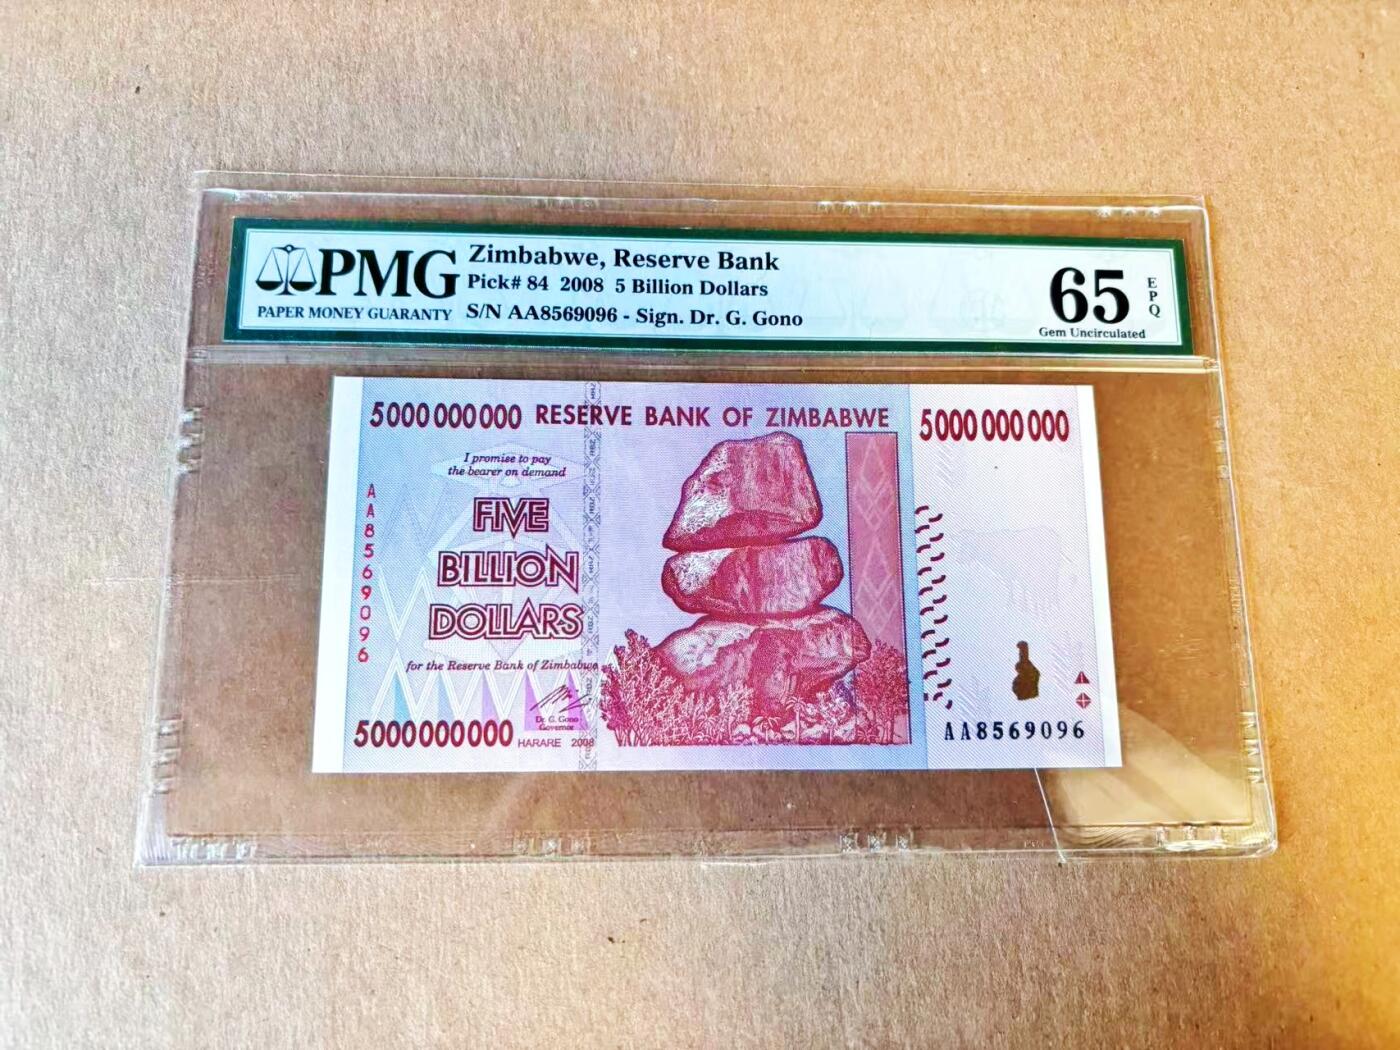 PMG
PAPER MONEY GUARANTY
Zimbabwe, Reserve Bank
Pick# 84 2008 5 Billion Dollars
S/N AA8569096 - Sign. Dr. G. Gono
65
EPQ
Gem Uncirculated
5000000000 RESERVE BANK OF ZIMBABWE 5000000000
I promise to pay
the bearer on demand
FIVE
BILLION
DOLLARS
AA8569096
for the Reserve Bank of Zimbabwe
Dr. G. Gono
Governor
5000000000 HARARE 2008
5000000000
AA8569096